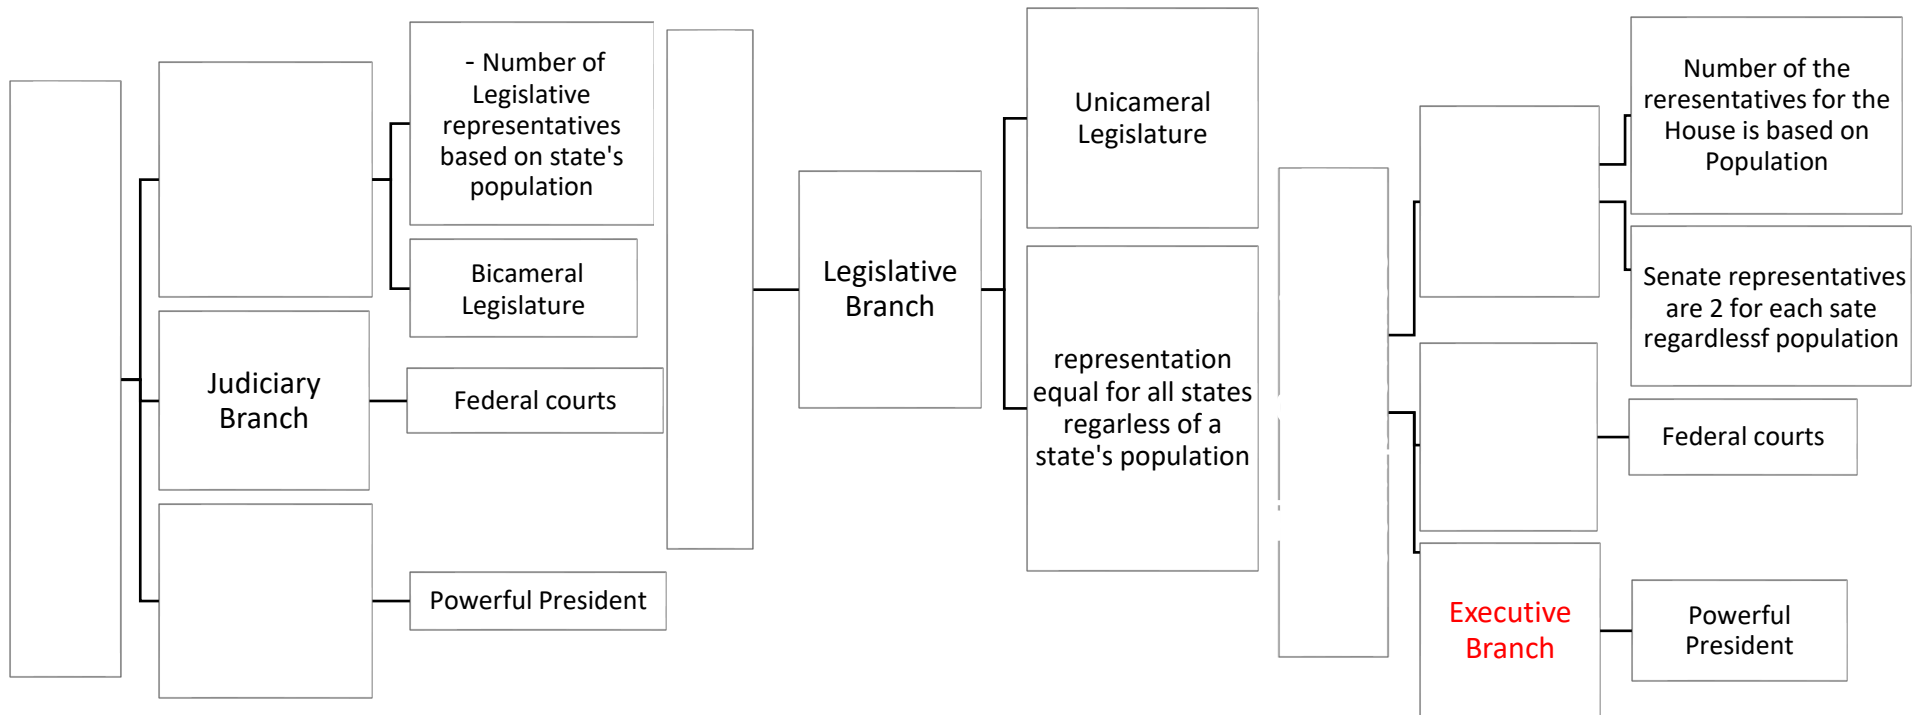 - Number of
Legislative
representatives
based on state's
population
Bicameral
Legislature
Judiciary
Branch
Federal courts
Powerful President
Legislative
Branch
Unicameral
Legislature
representation
equal for all states
regarless of a
state's population
Number of the
reresentatives for the
House is based on
Population
Senate representatives
are 2 for each sate
regardlessf population
Federal courts
Executive
Branch
Powerful
President